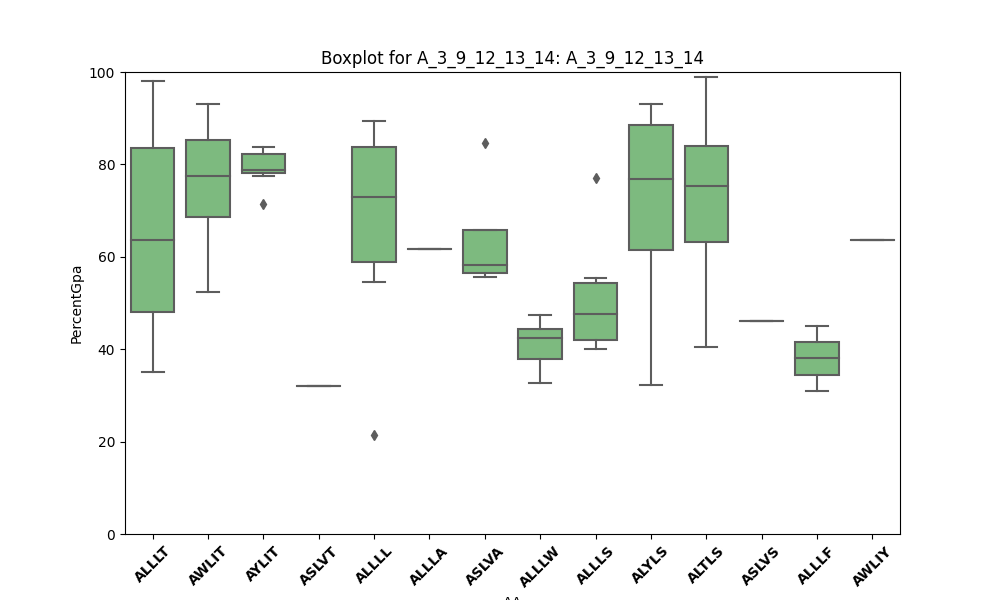 Boxplot for A_3_9_12_13_14: A_3_9_12_13_14
100
80
60
40
20
0
PercentGpa
ALLLT AWLIT AYLIT ASLVT ALLLL ALLLA ASLVA ALLLW ALLLS ALYLS ALTLS ASLVS ALLLF AWLIY